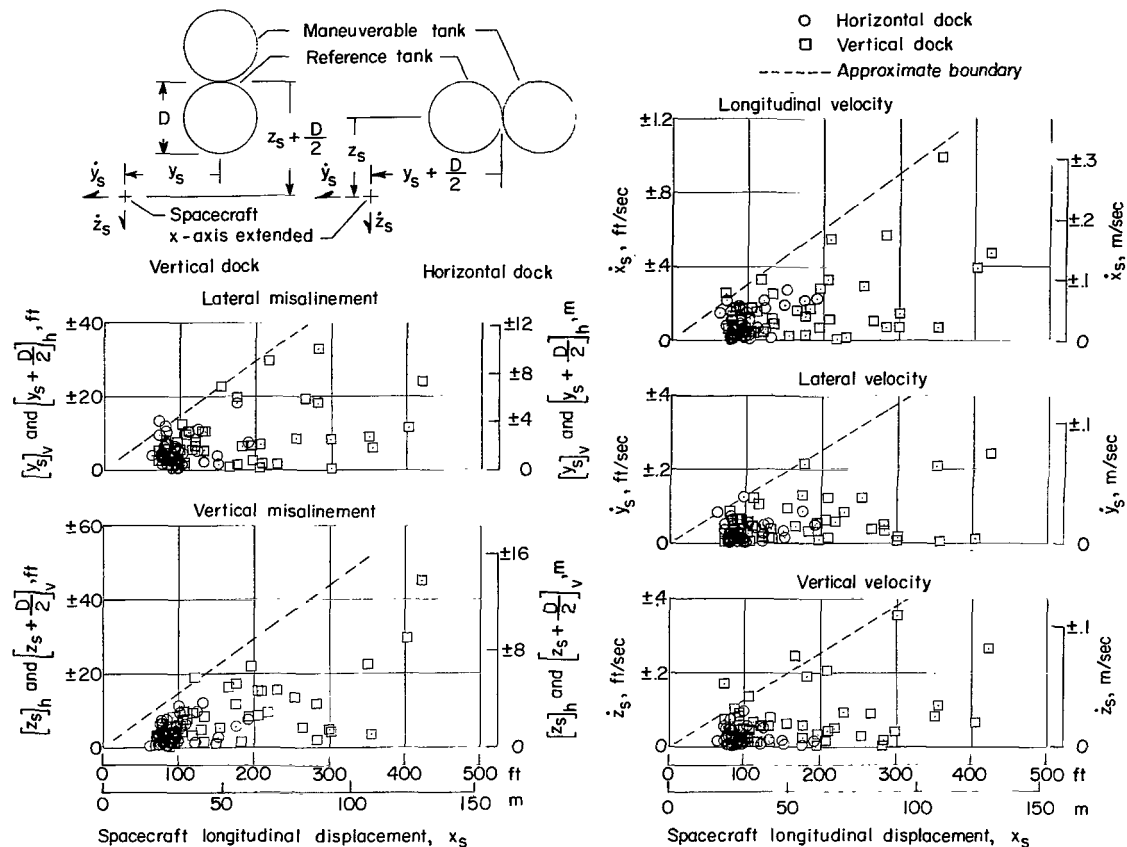 Maneuverable tank
Reference tank
D
z_s + D/2
z_s
ẏ_s
y_s
ẏ_s
y_s + D/2
ż_s
ż_s
Spacecraft
x-axis extended
Vertical dock
Horizontal dock
Lateral misalinement
[y_s]_v and [y_s + D/2]_h, ft
±40
±20
0
±12
±8
±4
0
[y_s]_v and [y_s + D/2]_h, m
Vertical misalinement
[z_s]_h and [z_s + D/2]_v, ft
±60
±40
±20
0
±16
±8
0
[z_s]_h and [z_s + D/2]_v, m
0 100 200 300 400 500 ft
0 50 100 150 m
Spacecraft longitudinal displacement, x_s
Horizontal dock
Vertical dock
Approximate boundary
Longitudinal velocity
ẋ_s, ft/sec
±1.2
±.8
±.4
0
±.3
±.2
±.1
0
ẋ_s, m/sec
Lateral velocity
ẏ_s, ft/sec
±.4
±.2
0
±.1
0
ẏ_s, m/sec
Vertical velocity
ż_s, ft/sec
±.4
±.2
0
±.1
0
ż_s, m/sec
0 100 200 300 400 500 ft
0 50 100 150 m
Spacecraft longitudinal displacement, x_s